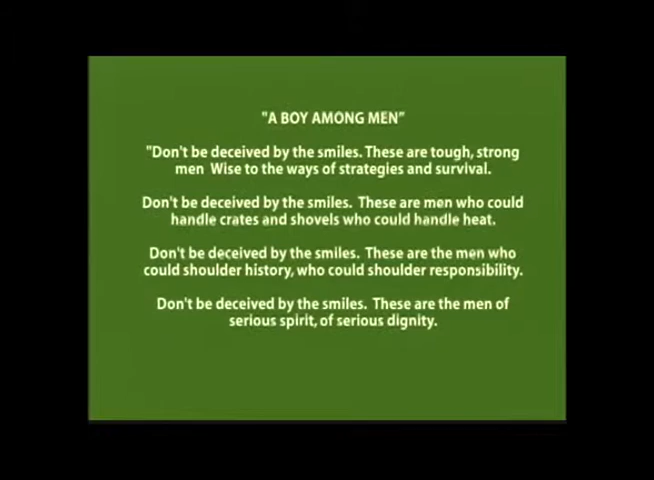 "A BOY AMONG MEN"
"Don't be deceived by the smiles. These are tough, strong
men  Wise to the ways of strategies and survival.
Don't be deceived by the smiles.  These are men who could
handle crates and shovels who could handle heat.
Don't be deceived by the smiles.  These are the men who
could shoulder history, who could shoulder responsibility.
Don't be deceived by the smiles.  These are the men of
serious spirit, of serious dignity.